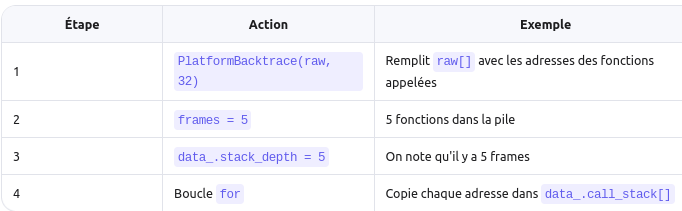 Étape Action Exemple
1 PlatformBacktrace(raw, 32) Remplit raw[] avec les adresses des fonctions appelées
2 frames = 5 5 fonctions dans la pile
3 data_.stack_depth = 5 On note qu'il y a 5 frames
4 Boucle for Copie chaque adresse dans data_.call_stack[]